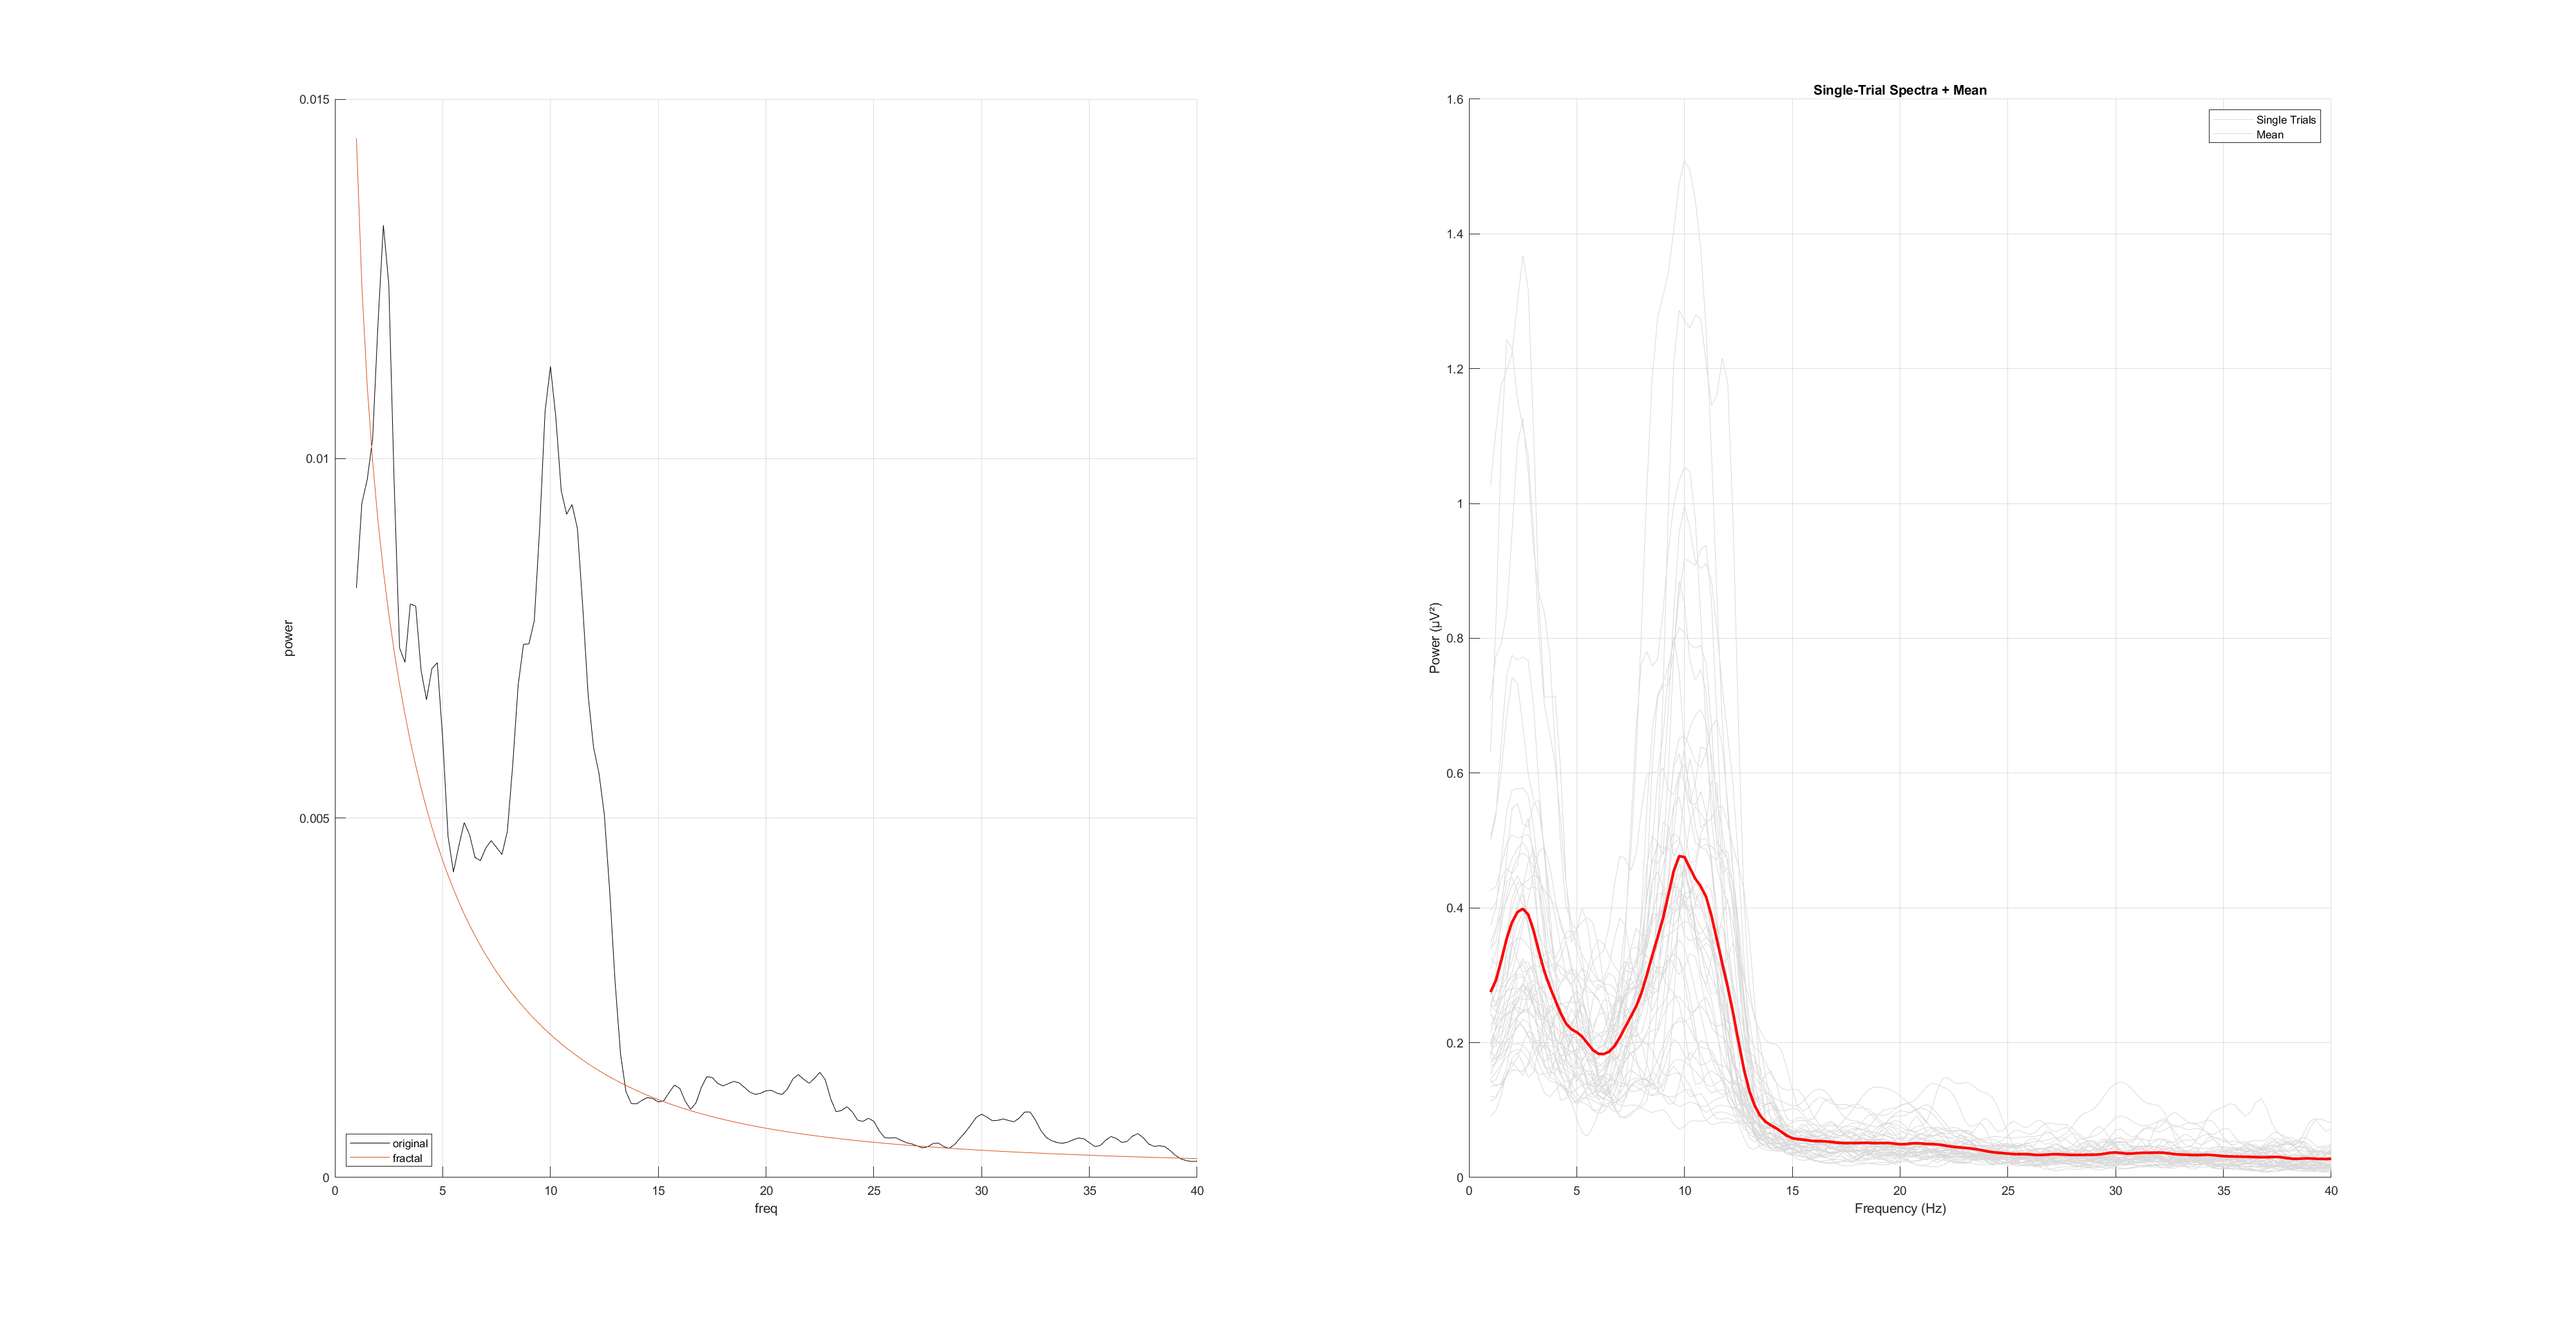 0.015
0.01
0.005
0
power
0 5 10 15 20 25 30 35 40
freq
original
fractal
Single-Trial Spectra + Mean
1.6
1.4
1.2
1
0.8
0.6
0.4
0.2
0
Power (µV²)
Single Trials
Mean
0 5 10 15 20 25 30 35 40
Frequency (Hz)